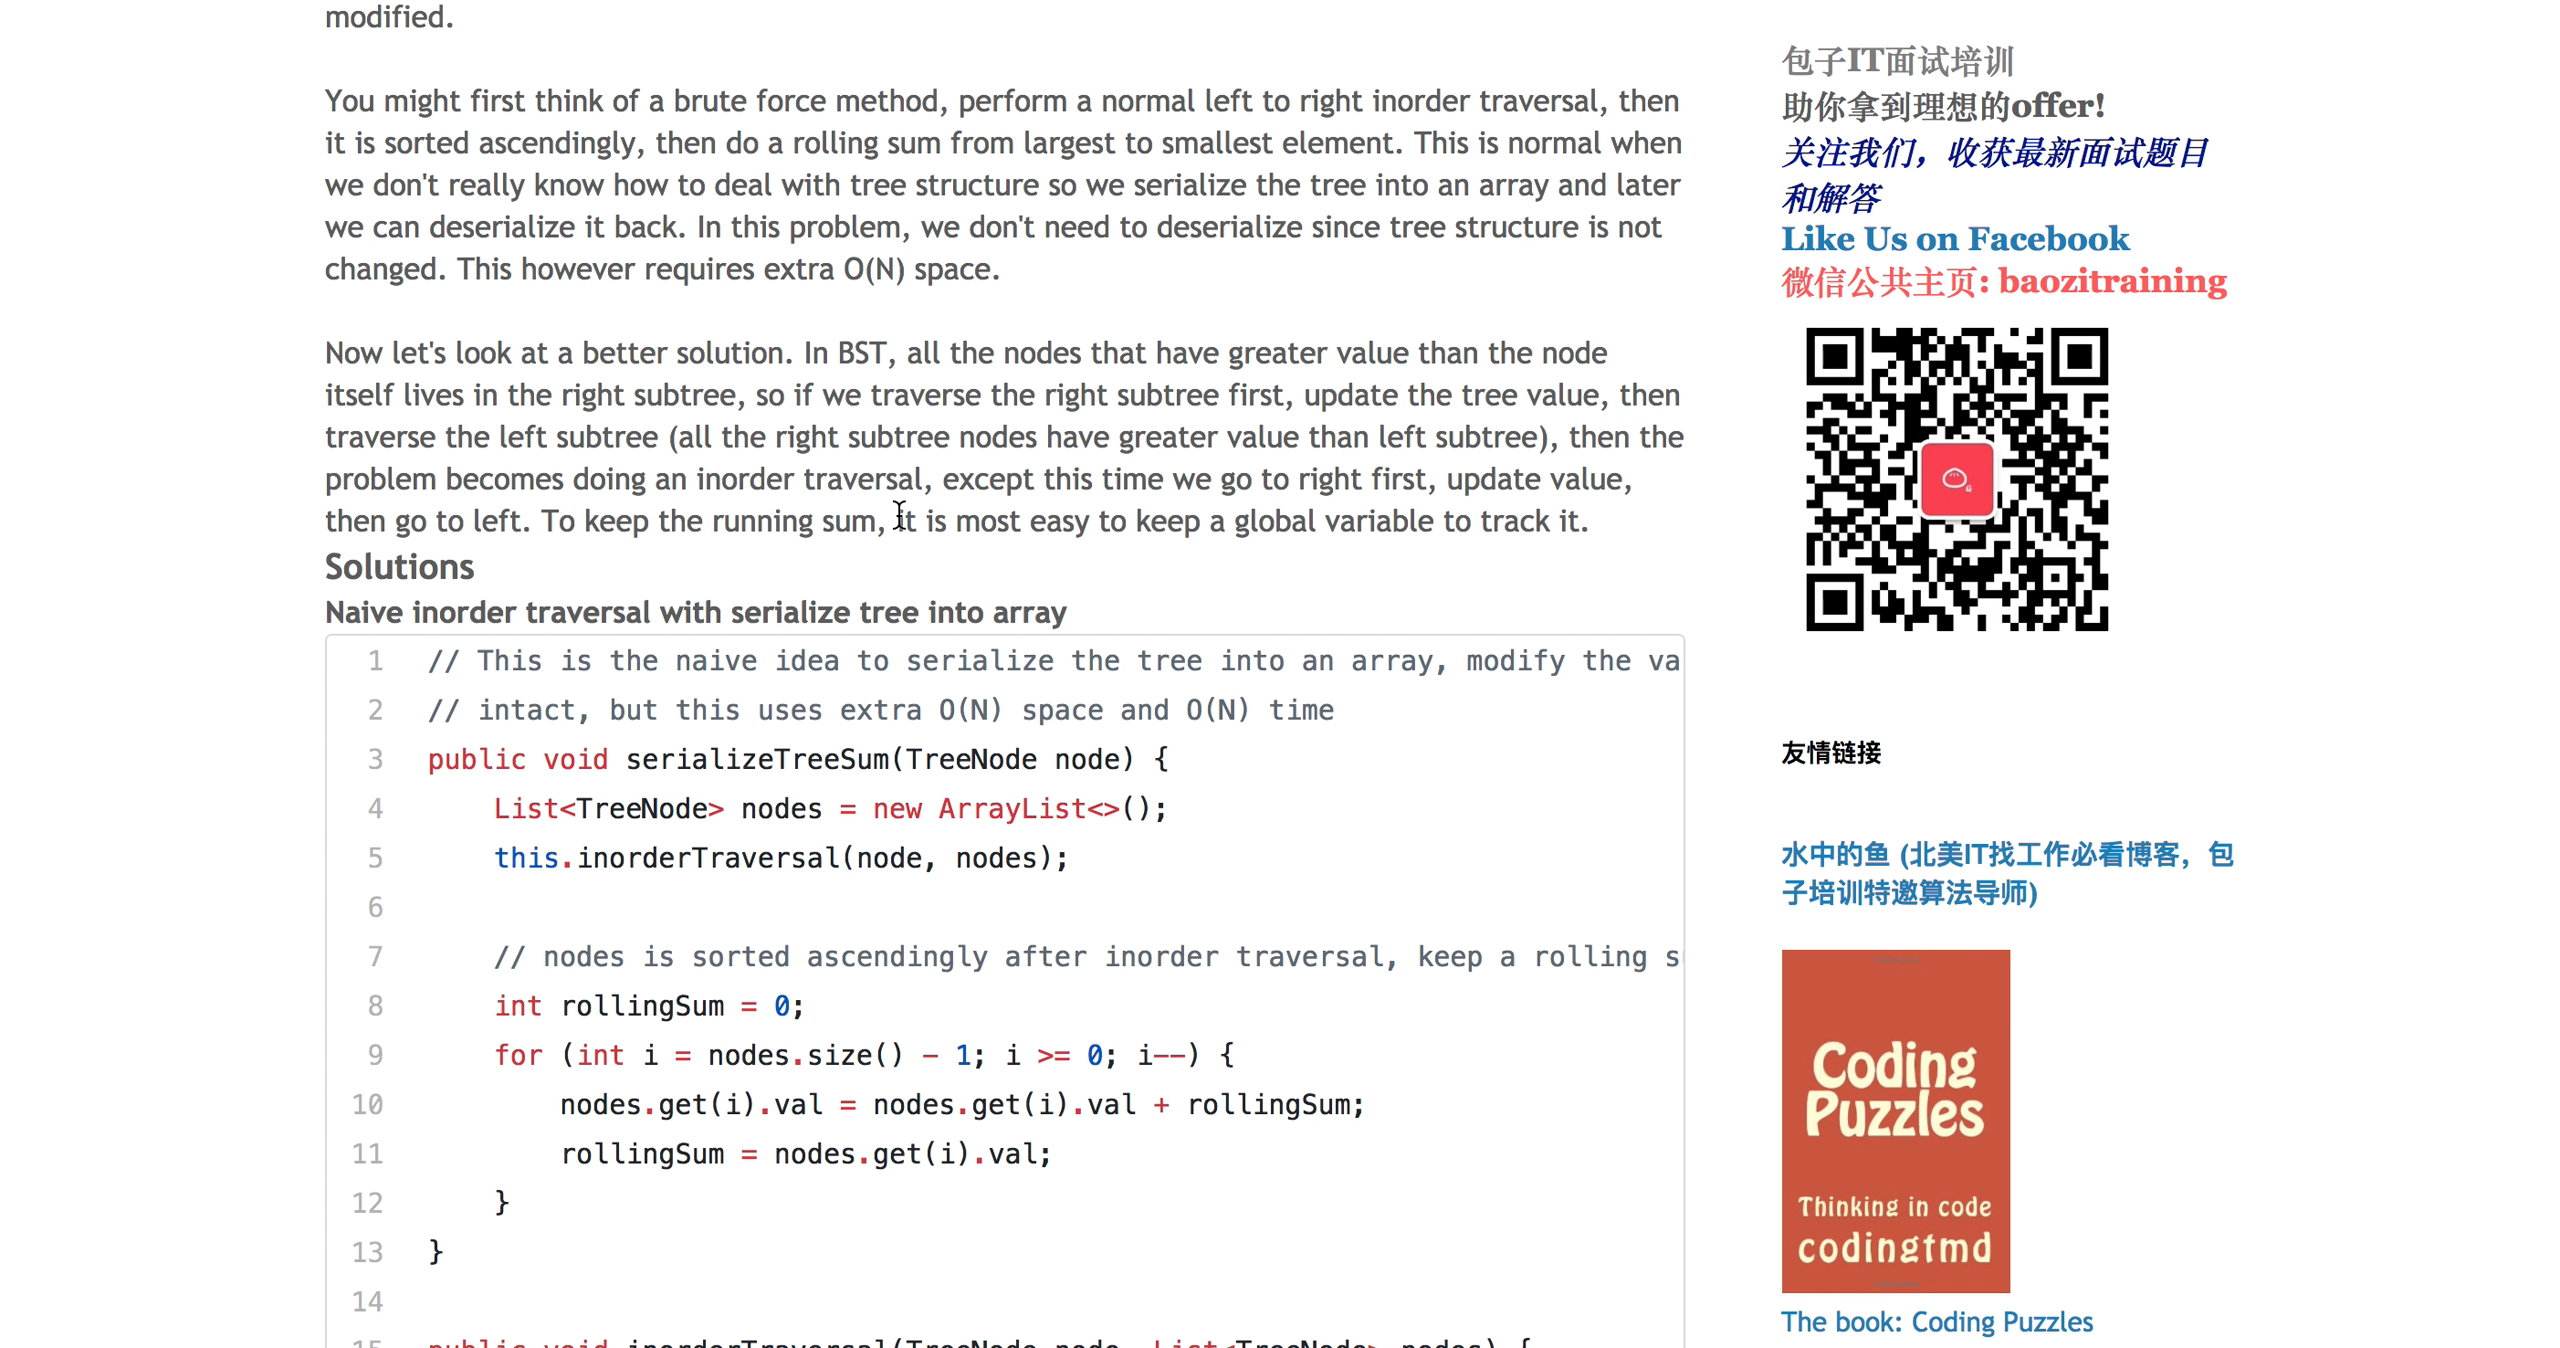 modified.
You might first think of a brute force method, perform a normal left to right inorder traversal, then
it is sorted ascendingly, then do a rolling sum from largest to smallest element. This is normal when
we don't really know how to deal with tree structure so we serialize the tree into an array and later
we can deserialize it back. In this problem, we don't need to deserialize since tree structure is not
changed. This however requires extra O(N) space.
Now let's look at a better solution. In BST, all the nodes that have greater value than the node
itself lives in the right subtree, so if we traverse the right subtree first, update the tree value, then
traverse the left subtree (all the right subtree nodes have greater value than left subtree), then the
problem becomes doing an inorder traversal, except this time we go to right first, update value,
then go to left. To keep the running sum, it is most easy to keep a global variable to track it.
Solutions
Naive inorder traversal with serialize tree into array
1 // This is the naive idea to serialize the tree into an array, modify the va
2 // intact, but this uses extra O(N) space and O(N) time
3 public void serializeTreeSum(TreeNode node) {
4 List<TreeNode> nodes = new ArrayList<>();
5 this.inorderTraversal(node, nodes);
6
7 // nodes is sorted ascendingly after inorder traversal, keep a rolling s
8 int rollingSum = 0;
9 for (int i = nodes.size() - 1; i >= 0; i--) {
10 nodes.get(i).val = nodes.get(i).val + rollingSum;
11 rollingSum = nodes.get(i).val;
12 }
13 }
14
15 public void inorderTraversal(TreeNode node, List<TreeNode> nodes) {
包子IT面试培训
助你拿到理想的offer!
关注我们，收获最新面试题目
和解答
Like Us on Facebook
微信公共主页: baozitraining
友情链接
水中的鱼 (北美IT找工作必看博客，包
子培训特邀算法导师)
Coding
Puzzles
Thinking in code
codingtmd
The book: Coding Puzzles